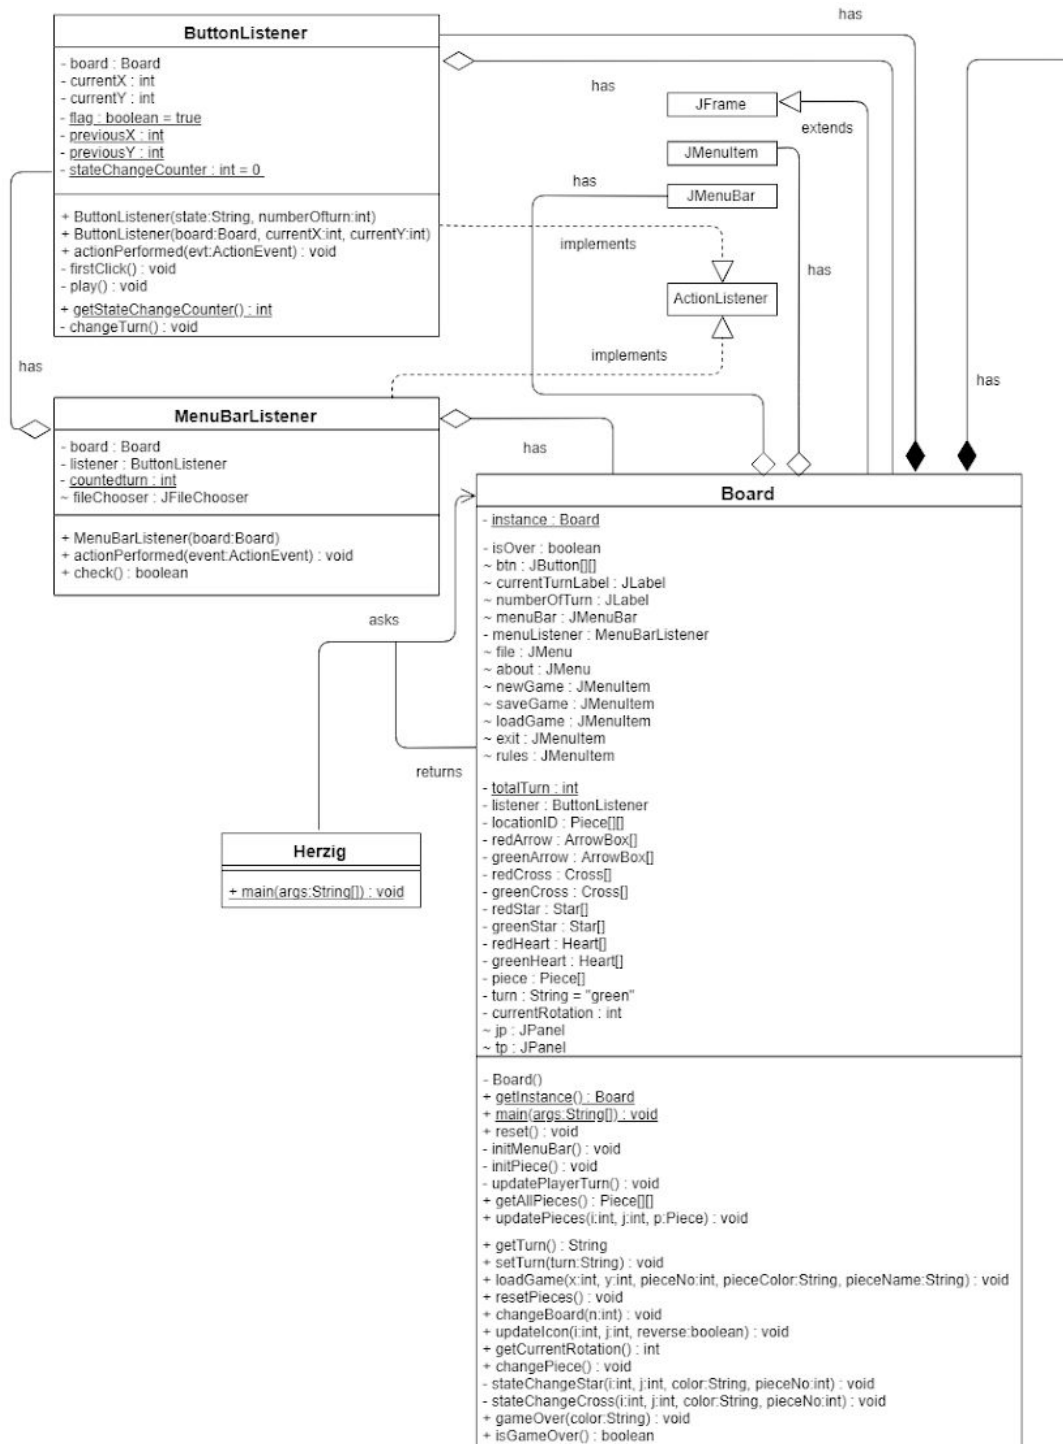 has
ButtonListener
- board : Board
- currentX : int
- currentY : int
- flag : boolean = true
- previousX : int
- previousY : int
- stateChangeCounter : int = 0
+ ButtonListener(state:String, numberOfturn:int)
+ ButtonListener(board:Board, currentX:int, currentY:int)
+ actionPerformed(evt:ActionEvent) : void
- firstClick() : void
- play() : void
+ getStateChangeCounter() : int
- changeTurn() : void
has
JFrame
extends
JMenuItem
has
JMenuBar
implements
has
ActionListener
implements
has
has
MenuBarListener
- board : Board
- listener : ButtonListener
- countedturn : int
~ fileChooser : JFileChooser
+ MenuBarListener(board:Board)
+ actionPerformed(event:ActionEvent) : void
+ check() : boolean
has
asks
returns
Herzig
+ main(args:String[]) : void
Board
- instance : Board
- isOver : boolean
~ btn : JButton[][]
~ currentTurnLabel : JLabel
~ numberOfTurn : JLabel
~ menuBar : JMenuBar
- menuListener : MenuBarListener
~ file : JMenu
~ about : JMenu
~ newGame : JMenuItem
~ saveGame : JMenuItem
~ loadGame : JMenuItem
~ exit : JMenuItem
~ rules : JMenuItem
- totalTurn : int
- listener : ButtonListener
- locationID : Piece[][]
- redArrow : ArrowBox[]
- greenArrow : ArrowBox[]
- redCross : Cross[]
- greenCross : Cross[]
- redStar : Star[]
- greenStar : Star[]
- redHeart : Heart[]
- greenHeart : Heart[]
- piece : Piece[]
- turn : String = "green"
- currentRotation : int
~ jp : JPanel
~ tp : JPanel
- Board()
+ getInstance() : Board
+ main(args:String[]) : void
+ reset() : void
- initMenuBar() : void
- initPiece() : void
- updatePlayerTurn() : void
+ getAllPieces() : Piece[][]
+ updatePieces(i:int, j:int, p:Piece) : void
+ getTurn() : String
+ setTurn(turn:String) : void
+ loadGame(x:int, y:int, pieceNo:int, pieceColor:String, pieceName:String) : void
+ resetPieces() : void
+ changeBoard(n:int) : void
+ updateIcon(i:int, j:int, reverse:boolean) : void
+ getCurrentRotation() : int
+ changePiece() : void
- stateChangeStar(i:int, j:int, color:String, pieceNo:int) : void
- stateChangeCross(i:int, j:int, color:String, pieceNo:int) : void
+ gameOver(color:String) : void
+ isGameOver() : boolean